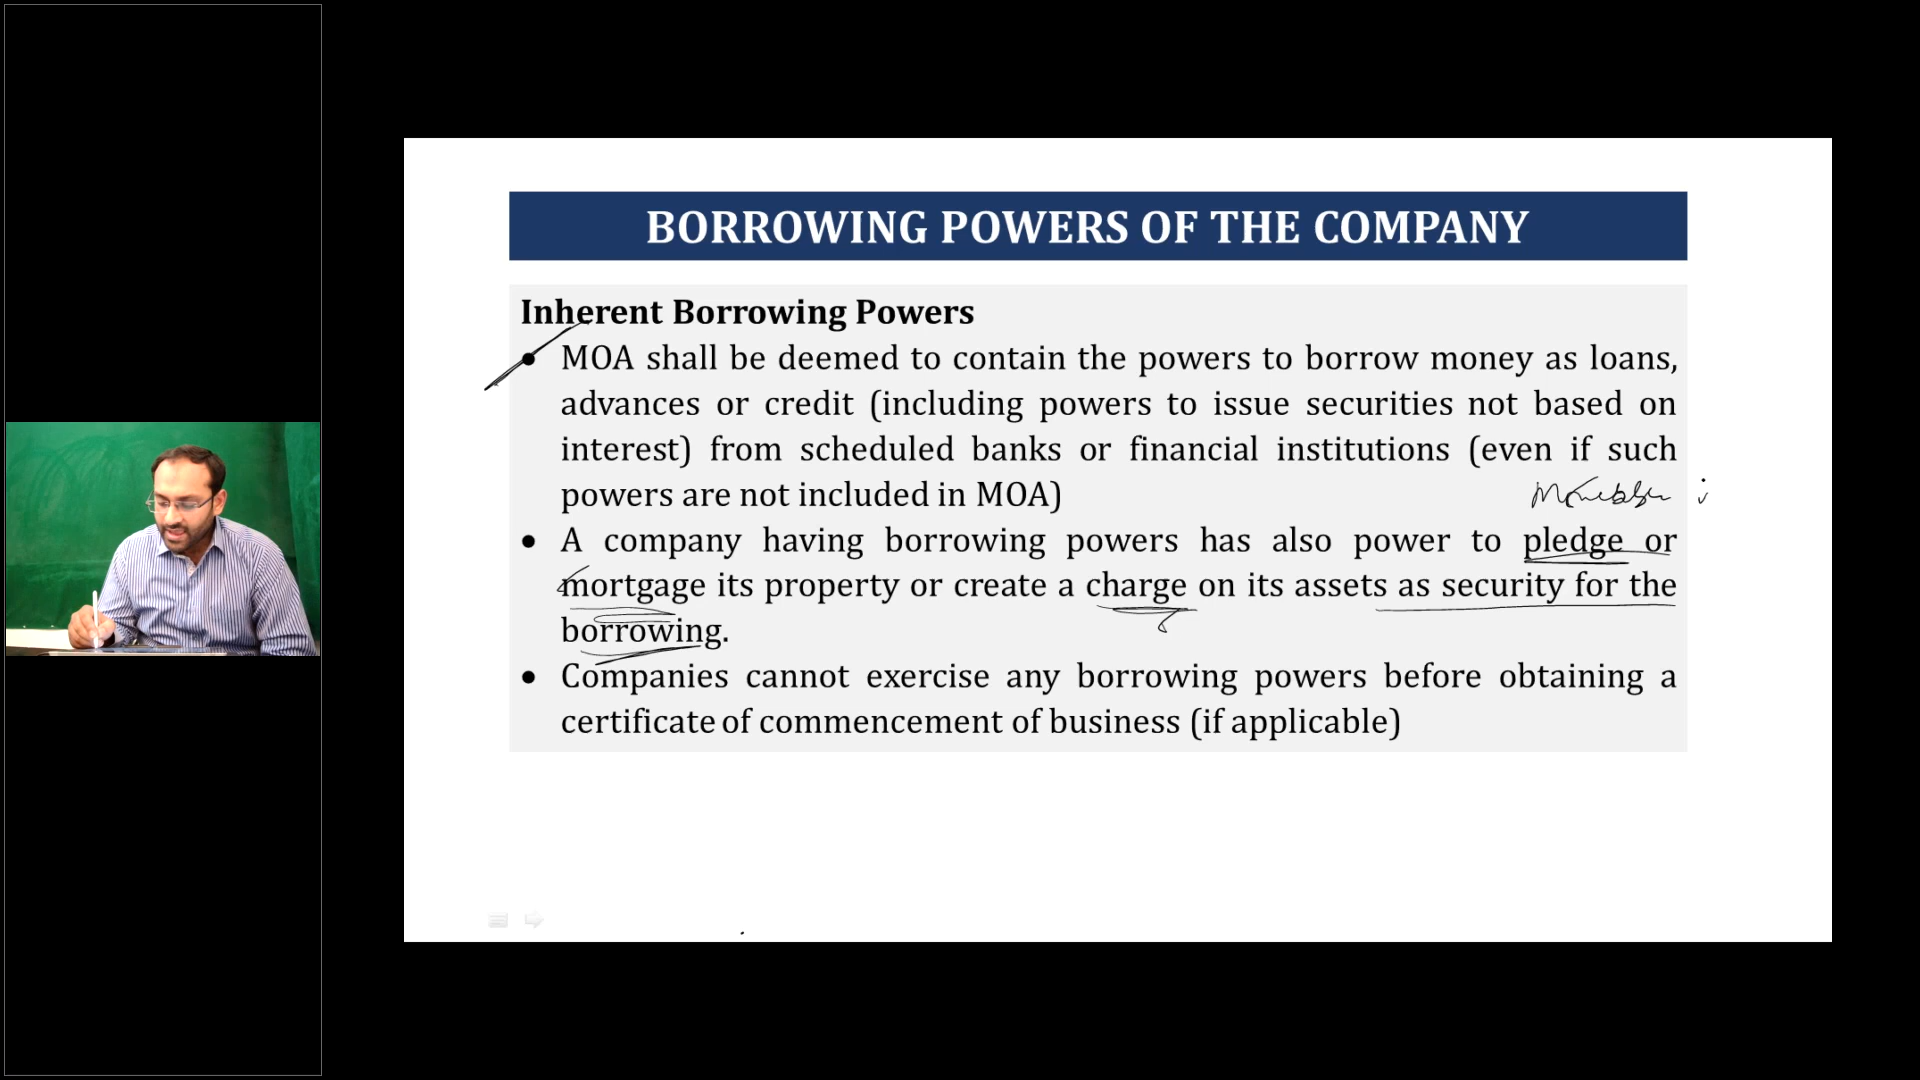 BORROWING POWERS OF THE COMPANY
Inherent Borrowing Powers
• MOA shall be deemed to contain the powers to borrow money as loans,
advances or credit (including powers to issue securities not based on
interest) from scheduled banks or financial institutions (even if such
powers are not included in MOA)
• A company having borrowing powers has also power to pledge or
mortgage its property or create a charge on its assets as security for the
borrowing.
• Companies cannot exercise any borrowing powers before obtaining a
certificate of commencement of business (if applicable)